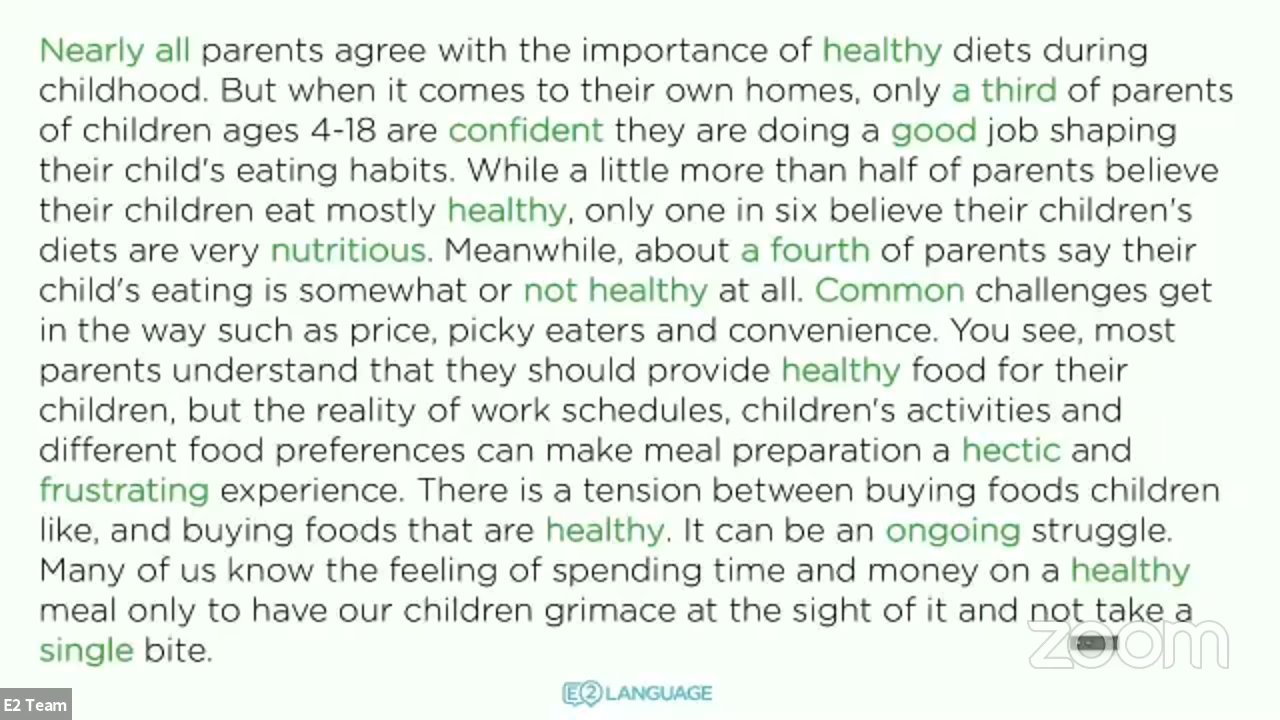 Nearly all parents agree with the importance of healthy diets during
childhood. But when it comes to their own homes, only a third of parents
of children ages 4-18 are confident they are doing a good job shaping
their child's eating habits. While a little more than half of parents believe
their children eat mostly healthy, only one in six believe their children's
diets are very nutritious. Meanwhile, about a fourth of parents say their
child's eating is somewhat or not healthy at all. Common challenges get
in the way such as price, picky eaters and convenience. You see, most
parents understand that they should provide healthy food for their
children, but the reality of work schedules, children's activities and
different food preferences can make meal preparation a hectic and
frustrating experience. There is a tension between buying foods children
like, and buying foods that are healthy. It can be an ongoing struggle.
Many of us know the feeling of spending time and money on a healthy
meal only to have our children grimace at the sight of it and not take a
single bite.
zoom
E2 LANGUAGE
E2 Team